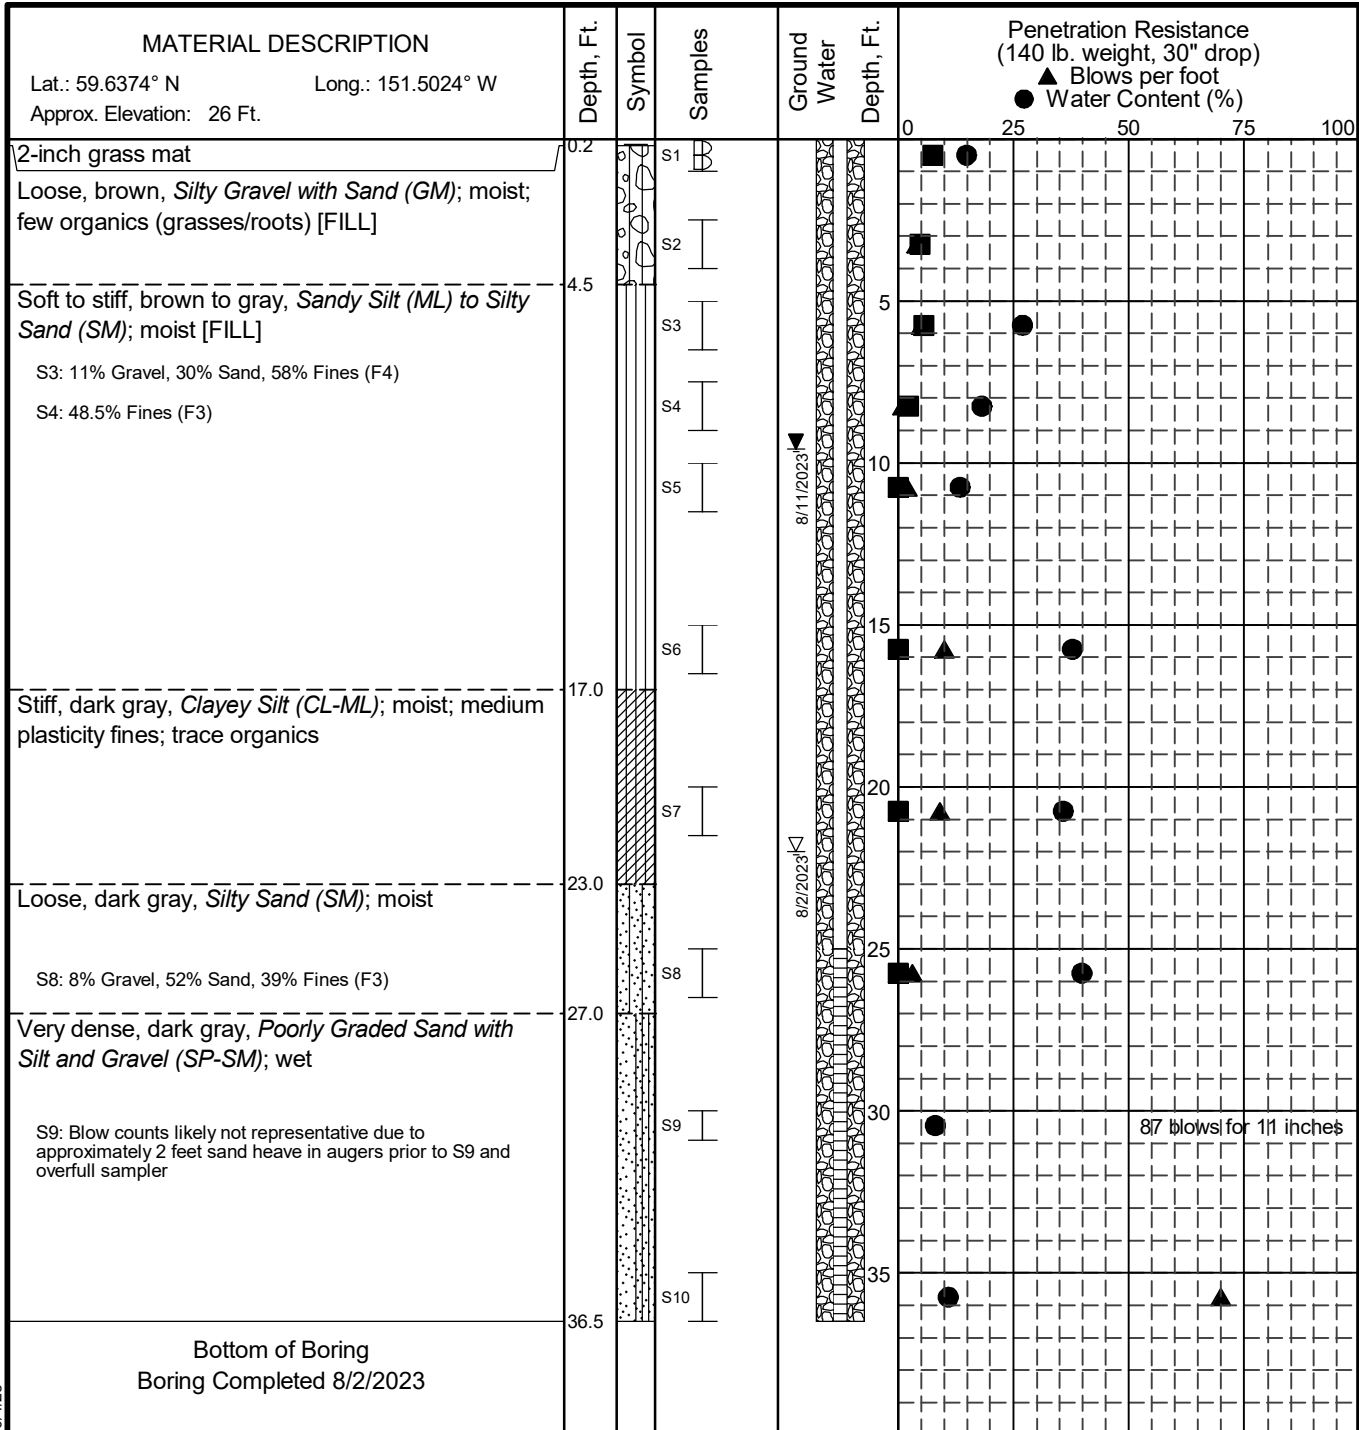 MATERIAL DESCRIPTION
Lat.: 59.6374° N Long.: 151.5024° W
Approx. Elevation: 26 Ft.
Depth, Ft.
Symbol
Samples
Ground
Water
Depth, Ft.
Penetration Resistance
(140 lb. weight, 30" drop)
▲ Blows per foot
● Water Content (%)
0 25 50 75 100
2-inch grass mat
0.2
S1
Loose, brown, Silty Gravel with Sand (GM); moist;
few organics (grasses/roots) [FILL]
S2
4.5
Soft to stiff, brown to gray, Sandy Silt (ML) to Silty
Sand (SM); moist [FILL]
S3
5
S3: 11% Gravel, 30% Sand, 58% Fines (F4)
S4: 48.5% Fines (F3)
S4
8/11/2023
10
S5
15
S6
17.0
Stiff, dark gray, Clayey Silt (CL-ML); moist; medium
plasticity fines; trace organics
20
S7
8/2/2023
23.0
Loose, dark gray, Silty Sand (SM); moist
25
S8: 8% Gravel, 52% Sand, 39% Fines (F3)
S8
27.0
Very dense, dark gray, Poorly Graded Sand with
Silt and Gravel (SP-SM); wet
30
S9
87 blows for 11 inches
S9: Blow counts likely not representative due to
approximately 2 feet sand heave in augers prior to S9 and
overfull sampler
35
S10
36.5
Bottom of Boring
Boring Completed 8/2/2023